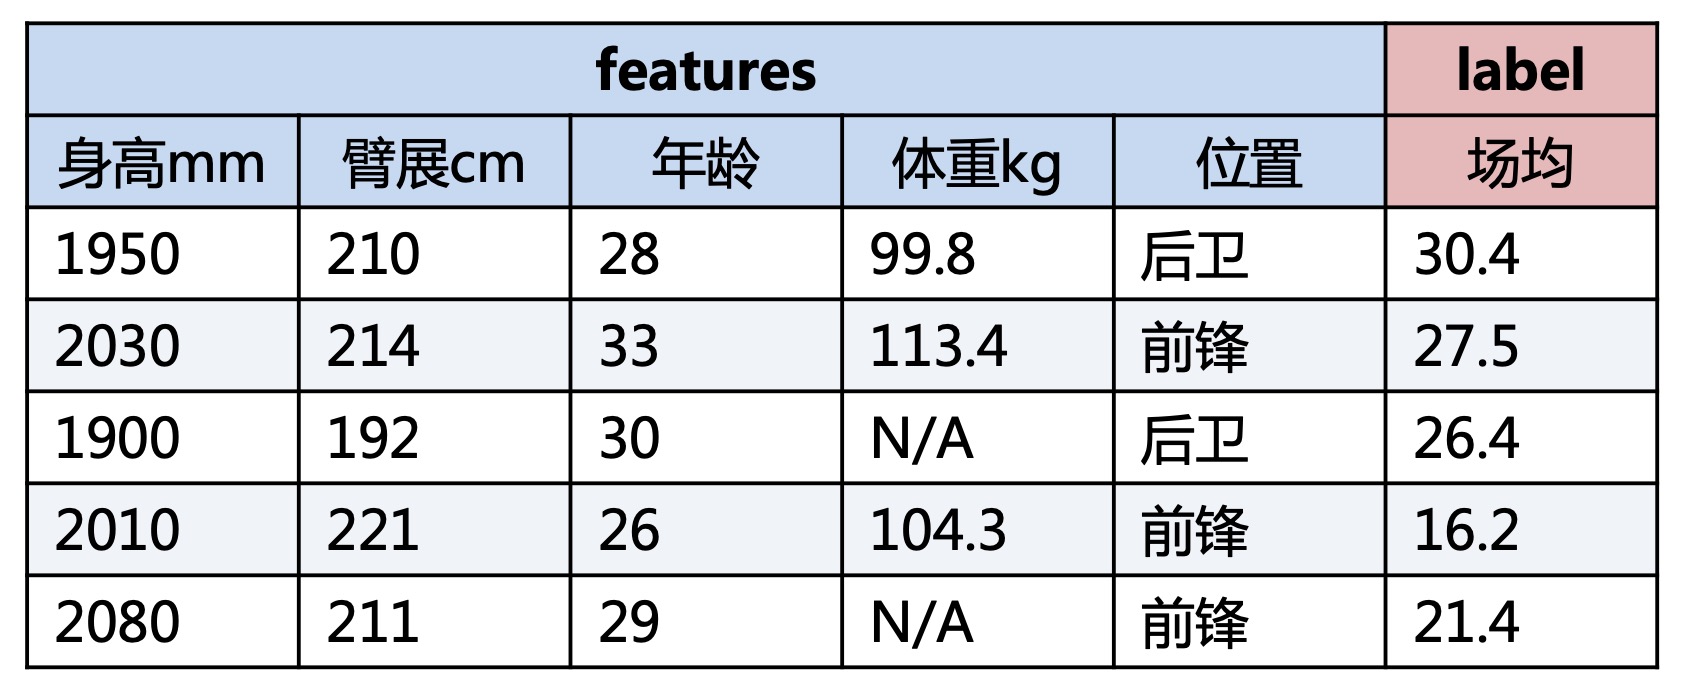 features label
身高mm 臂展cm 年龄 体重kg 位置 场均
1950 210 28 99.8 后卫 30.4
2030 214 33 113.4 前锋 27.5
1900 192 30 N/A 后卫 26.4
2010 221 26 104.3 前锋 16.2
2080 211 29 N/A 前锋 21.4